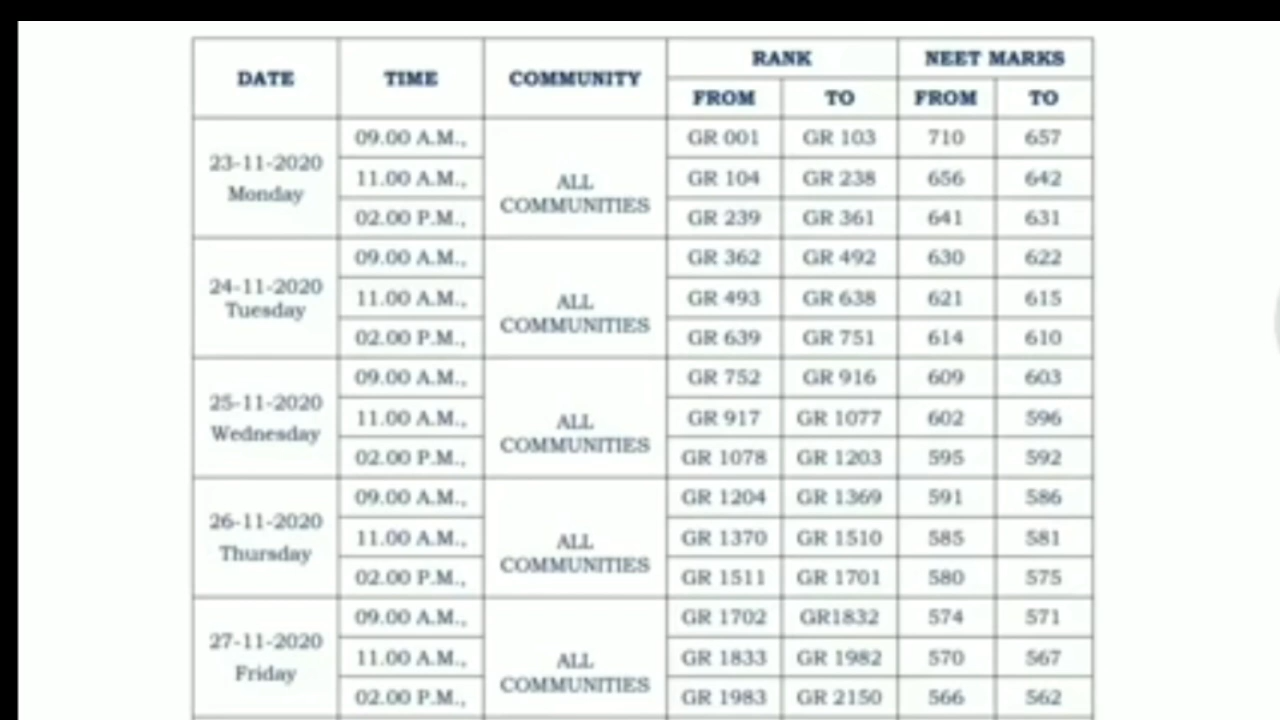 DATE TIME COMMUNITY RANK NEET MARKS
FROM TO FROM TO
23-11-2020 Monday ALL COMMUNITIES
09.00 A.M., GR 001 GR 103 710 657
11.00 A.M., GR 104 GR 238 656 642
02.00 P.M., GR 239 GR 361 641 631
24-11-2020 Tuesday ALL COMMUNITIES
09.00 A.M., GR 362 GR 492 630 622
11.00 A.M., GR 493 GR 638 621 615
02.00 P.M., GR 639 GR 751 614 610
25-11-2020 Wednesday ALL COMMUNITIES
09.00 A.M., GR 752 GR 916 609 603
11.00 A.M., GR 917 GR 1077 602 596
02.00 P.M., GR 1078 GR 1203 595 592
26-11-2020 Thursday ALL COMMUNITIES
09.00 A.M., GR 1204 GR 1369 591 586
11.00 A.M., GR 1370 GR 1510 585 581
02.00 P.M., GR 1511 GR 1701 580 575
27-11-2020 Friday ALL COMMUNITIES
09.00 A.M., GR 1702 GR1832 574 571
11.00 A.M., GR 1833 GR 1982 570 567
02.00 P.M., GR 1983 GR 2150 566 562